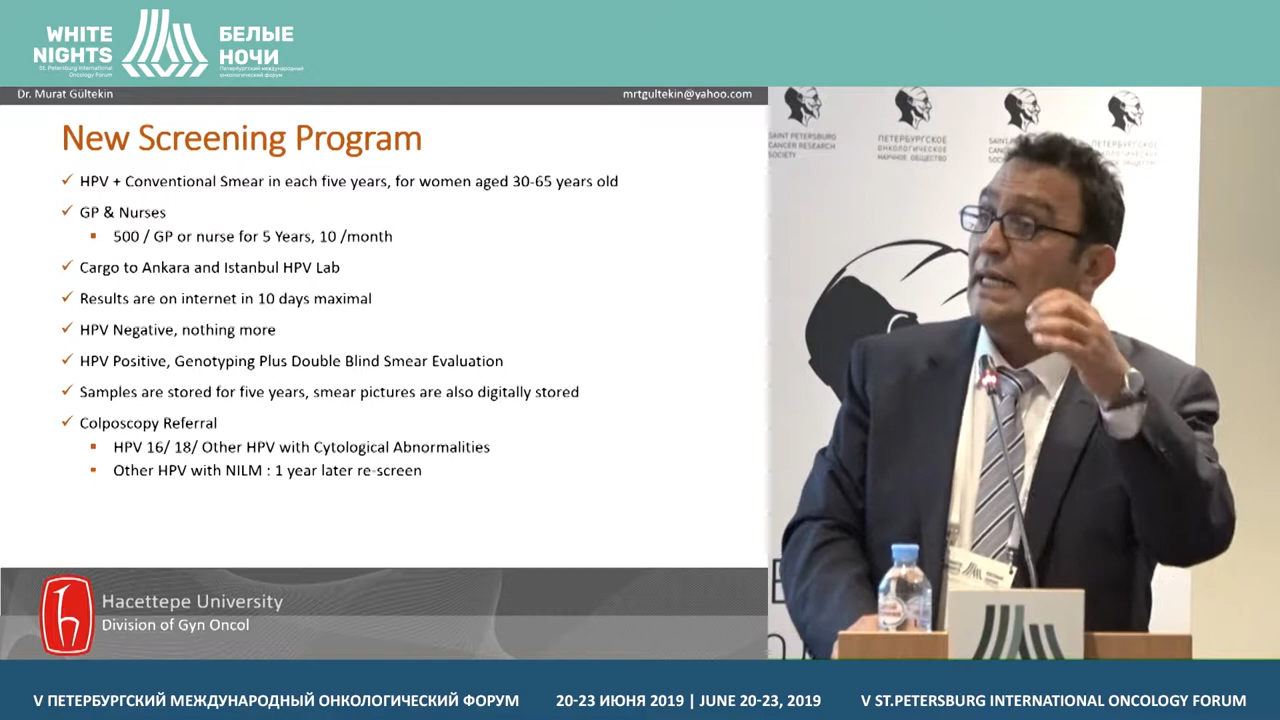 WHITE
NIGHTS
St. Petersburg International
Oncology Forum
БЕЛЫЕ
НОЧИ
Петербургский международный
онкологический форум
Dr. Murat Gültekin
mrtgultekin@yahoo.com
New Screening Program
✓ HPV + Conventional Smear in each five years, for women aged 30-65 years old
✓ GP & Nurses
▪ 500 / GP or nurse for 5 Years, 10 /month
✓ Cargo to Ankara and Istanbul HPV Lab
✓ Results are on internet in 10 days maximal
✓ HPV Negative, nothing more
✓ HPV Positive, Genotyping Plus Double Blind Smear Evaluation
✓ Samples are stored for five years, smear pictures are also digitally stored
✓ Colposcopy Referral
▪ HPV 16/ 18/ Other HPV with Cytological Abnormalities
▪ Other HPV with NILM : 1 year later re-screen
Hacettepe University
Division of Gyn Oncol
SAINT PETERSBURG
CANCER RESEARCH
SOCIETY
ПЕТЕРБУРГСКОЕ
ОНКОЛОГИЧЕСКОЕ
НАУЧНОЕ ОБЩЕСТВО
V ПЕТЕРБУРГСКИЙ МЕЖДУНАРОДНЫЙ ОНКОЛОГИЧЕСКИЙ ФОРУМ
20-23 ИЮНЯ 2019 | JUNE 20-23, 2019
V ST.PETERSBURG INTERNATIONAL ONCOLOGY FORUM